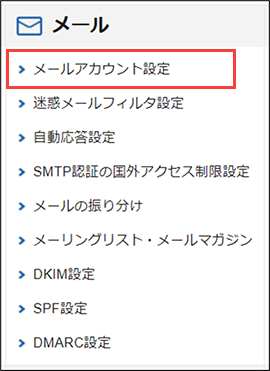 メール
メールアカウント設定
迷惑メールフィルタ設定
自動応答設定
SMTP認証の国外アクセス制限設定
メールの振り分け
メーリングリスト・メールマガジン
DKIM設定
SPF設定
DMARC設定